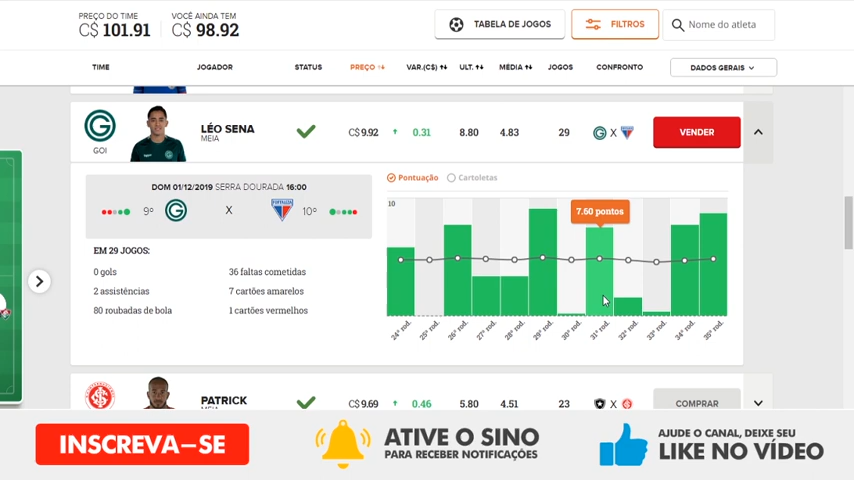 PREÇO DO TIME
C$ 101.91
VOCÊ AINDA TEM
C$ 98.92
TABELA DE JOGOS
FILTROS
Nome do atleta
TIME JOGADOR STATUS PREÇO VAR.(C$) ULT. MÉDIA JOGOS CONFRONTO DADOS GERAIS
GOI
LÉO SENA
MEIA
C$ 9.92 0.31 8.80 4.83 29 X VENDER
DOM 01/12/2019 SERRA DOURADA 16:00
9º X 10º
EM 29 JOGOS:
0 gols
36 faltas cometidas
2 assistências
7 cartões amarelos
80 roubadas de bola
1 cartões vermelhos
Pontuação Cartoletas
10
7.60 pontos
24ª rod. 25ª rod. 26ª rod. 27ª rod. 28ª rod. 29ª rod. 30ª rod. 31ª rod. 32ª rod. 33ª rod. 34ª rod. 35ª rod.
PATRICK
C$ 9.69 0.46 5.80 4.51 23 X COMPRAR
INSCREVA-SE
ATIVE O SINO
PARA RECEBER NOTIFICAÇÕES
AJUDE O CANAL, DEIXE SEU
LIKE NO VÍDEO